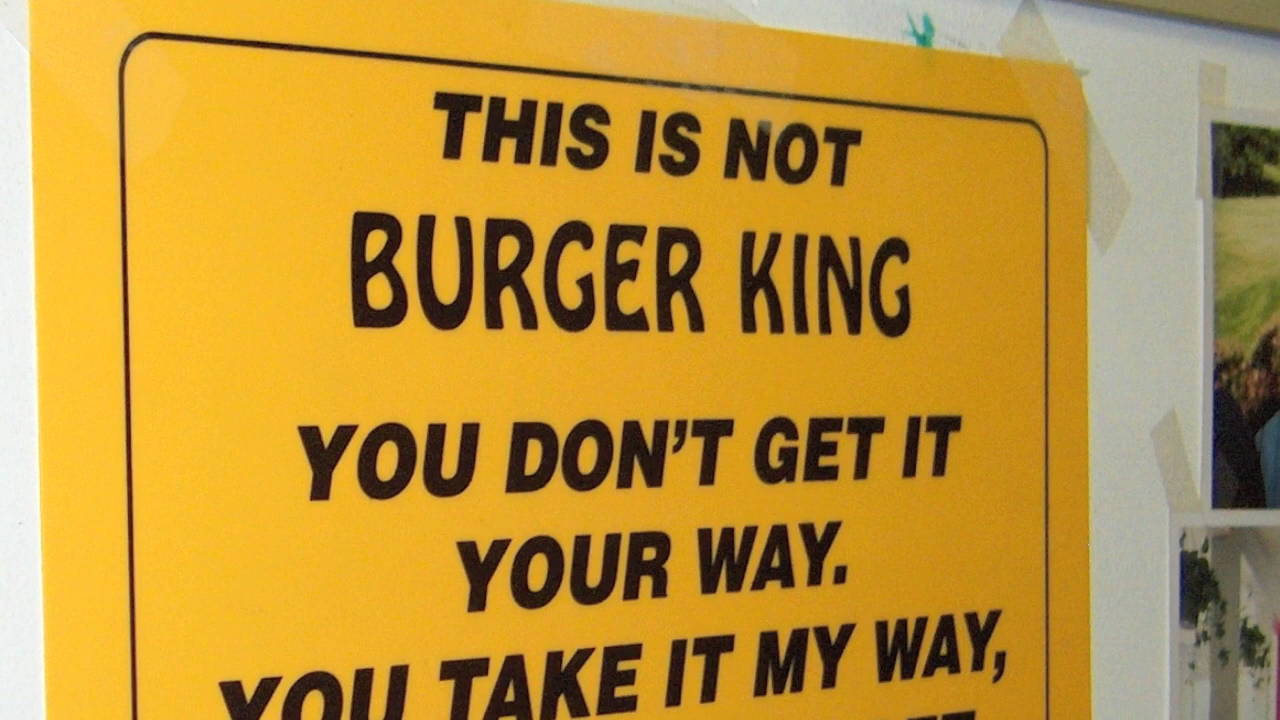 THIS IS NOT
BURGER KING
YOU DON'T GET IT
YOUR WAY.
YOU TAKE IT MY WAY,